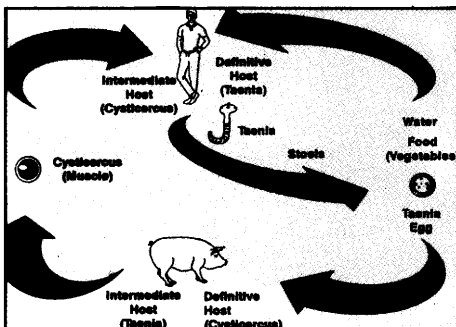 Intermediate
Host
(Cysticercus)
Definitive
Host
(Taenia)
Taenia
Stools
Water
Food
(Vegetables)
Taenia
Egg
Cysticercus
(Muscle)
Intermediate
Host
(Taenia)
Definitive
Host
(Cysticercus)